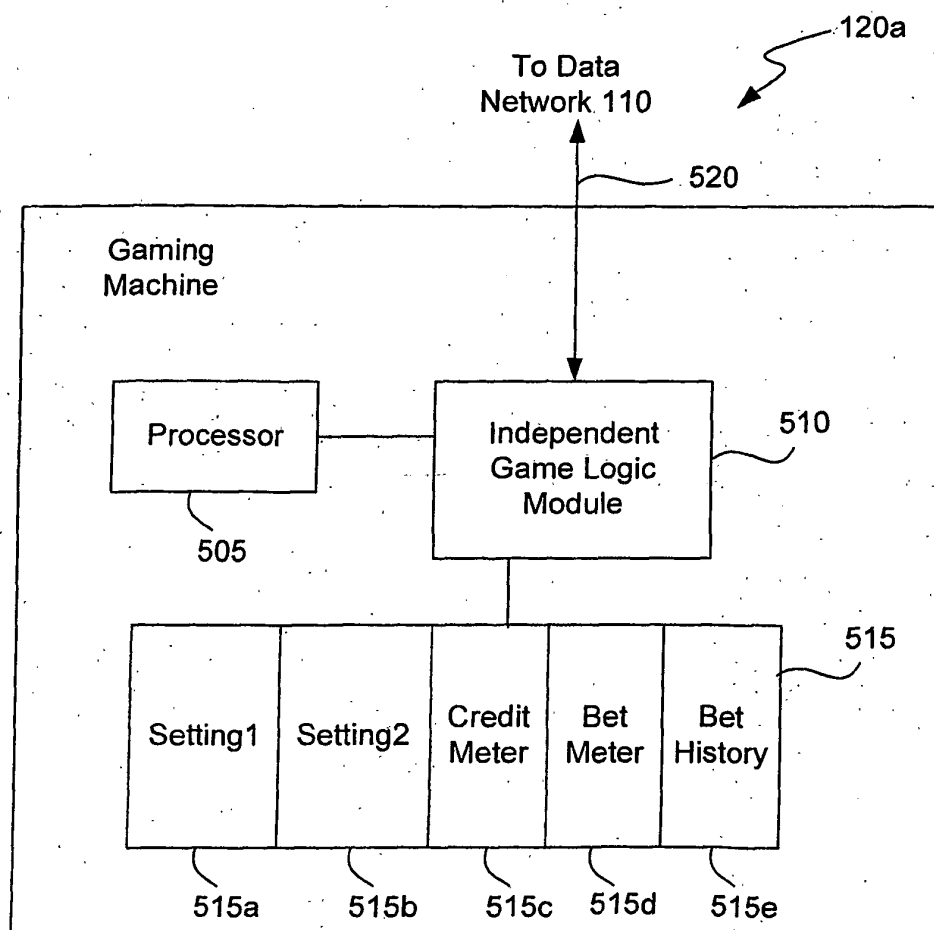 120a
To Data
Network 110
520
Gaming
Machine
Processor
Independent
Game Logic
Module
510
505
515
Setting1
Setting2
Credit
Meter
Bet
Meter
Bet
History
515a
515b
515c
515d
515e